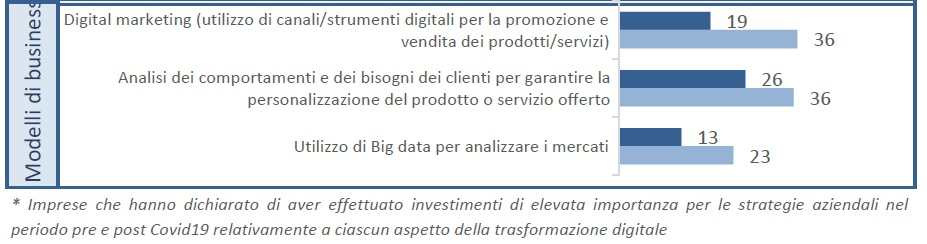 Modelli di business
Digital marketing (utilizzo di canali/strumenti digitali per la promozione e
vendita dei prodotti/servizi)
19
36
Analisi dei comportamenti e dei bisogni dei clienti per garantire la
personalizzazione del prodotto o servizio offerto
26
36
Utilizzo di Big data per analizzare i mercati
13
23
* Imprese che hanno dichiarato di aver effettuato investimenti di elevata importanza per le strategie aziendali nel
periodo pre e post Covid19 relativamente a ciascun aspetto della trasformazione digitale